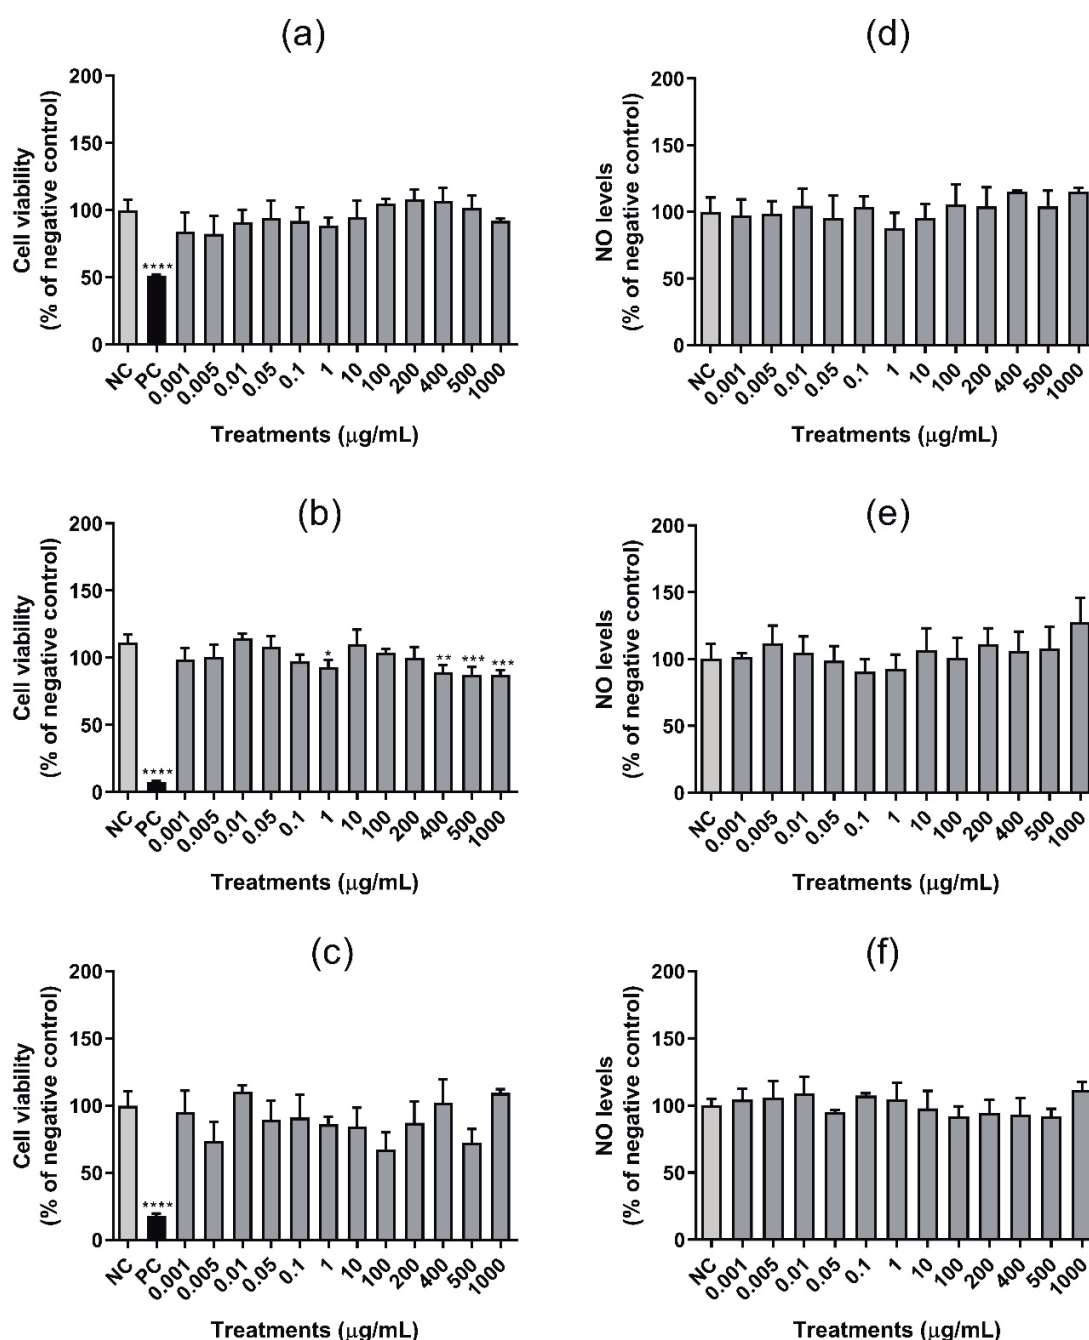 (a)
200
150
100
50
0
Cell viability
(% of negative control)
****
NC PC 0.001 0.005 0.01 0.05 0.1 1 10 100 200 400 500 1000
Treatments (μg/mL)
(d)
200
150
100
50
0
NO levels
(% of negative control)
NC 0.001 0.005 0.01 0.05 0.1 1 10 100 200 400 500 1000
Treatments (μg/mL)
(b)
200
150
100
50
0
Cell viability
(% of negative control)
**** * ** *** ***
NC PC 0.001 0.005 0.01 0.05 0.1 1 10 100 200 400 500 1000
Treatments (μg/mL)
(e)
200
150
100
50
0
NO levels
(% of negative control)
NC 0.001 0.005 0.01 0.05 0.1 1 10 100 200 400 500 1000
Treatments (μg/mL)
(c)
200
150
100
50
0
Cell viability
(% of negative control)
****
NC PC 0.001 0.005 0.01 0.05 0.1 1 10 100 200 400 500 1000
Treatments (μg/mL)
(f)
200
150
100
50
0
NO levels
(% of negative control)
NC 0.001 0.005 0.01 0.05 0.1 1 10 100 200 400 500 1000
Treatments (μg/mL)